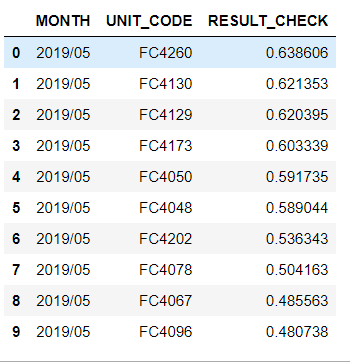 MONTH UNIT_CODE RESULT_CHECK
0 2019/05 FC4260 0.638606
1 2019/05 FC4130 0.621353
2 2019/05 FC4129 0.620395
3 2019/05 FC4173 0.603339
4 2019/05 FC4050 0.591735
5 2019/05 FC4048 0.589044
6 2019/05 FC4202 0.536343
7 2019/05 FC4078 0.504163
8 2019/05 FC4067 0.485563
9 2019/05 FC4096 0.480738